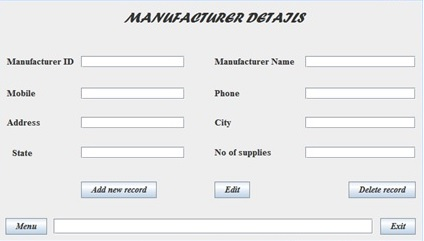 MANUFACTURER DETAILS
Manufacturer ID Manufacturer Name
Mobile Phone
Address City
State No of supplies
Add new record Edit Delete record
Menu Exit